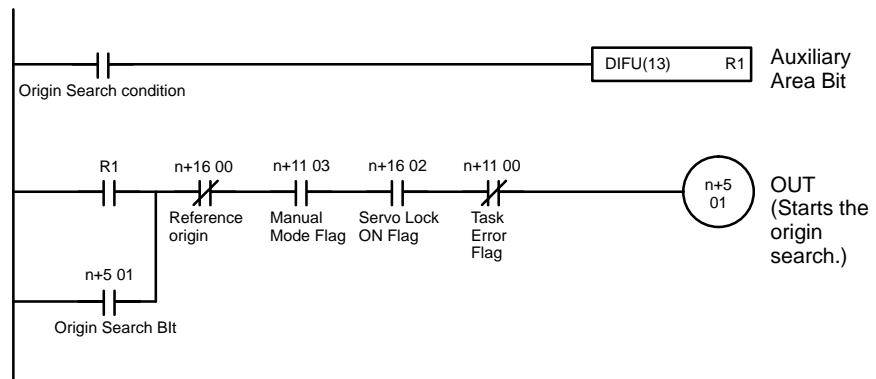 DIFU(13) R1
Auxiliary
Area Bit
Origin Search condition
R1
n+16 00
n+11 03
n+16 02
n+11 00
n+5
01
OUT
(Starts the
origin
search.)
Reference
origin
Manual
Mode Flag
Servo Lock
ON Flag
Task
Error
Flag
n+5 01
Origin Search BIt